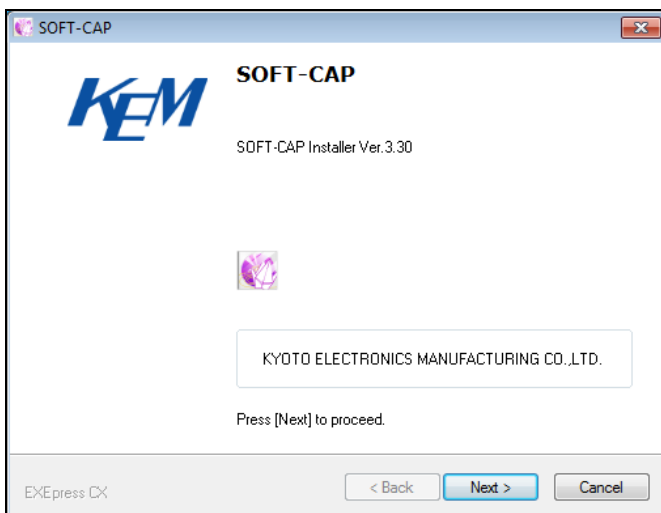 SOFT-CAP
KEM
SOFT-CAP
SOFT-CAP Installer Ver.3.30
KYOTO ELECTRONICS MANUFACTURING CO.,LTD.
Press [Next] to proceed.
EXEpress CX
< Back
Next >
Cancel